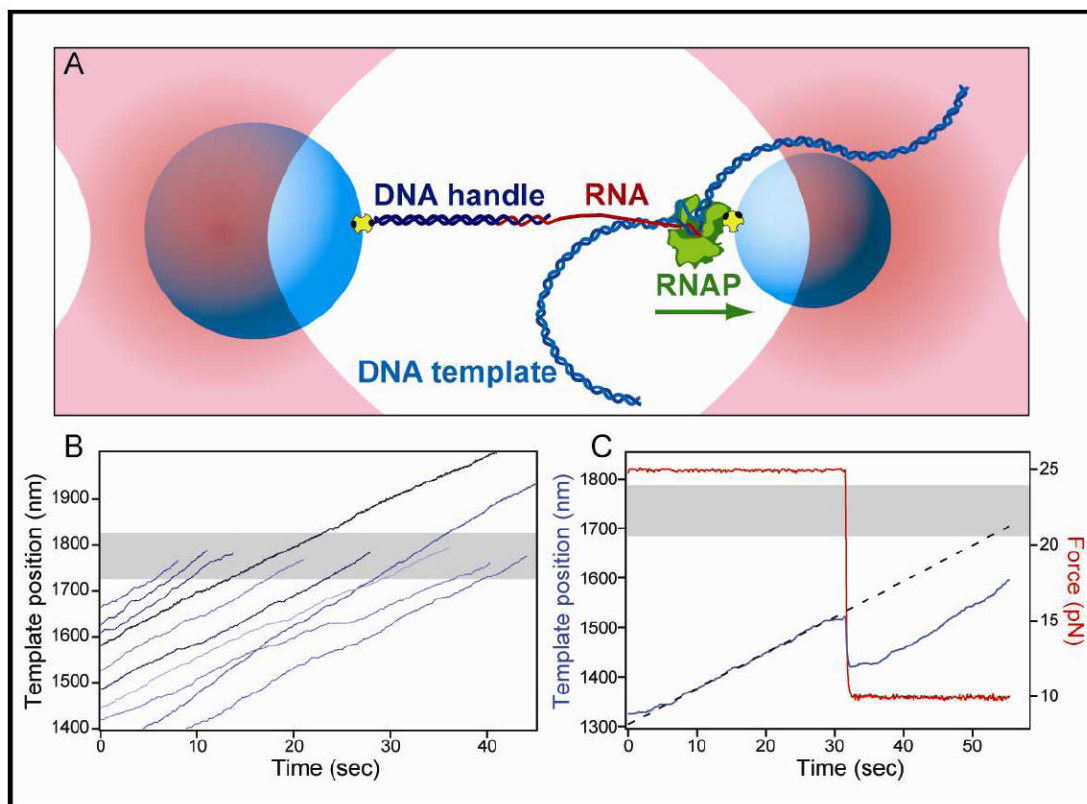 A
DNA handle
RNA
RNAP
DNA template
B
Template position (nm)
1900
1800
1700
1600
1500
1400
0
10
20
30
40
Time (sec)
C
Template position (nm)
1800
1700
1600
1500
1400
1300
0
10
20
30
40
50
Time (sec)
25
20
15
10
Force (pN)